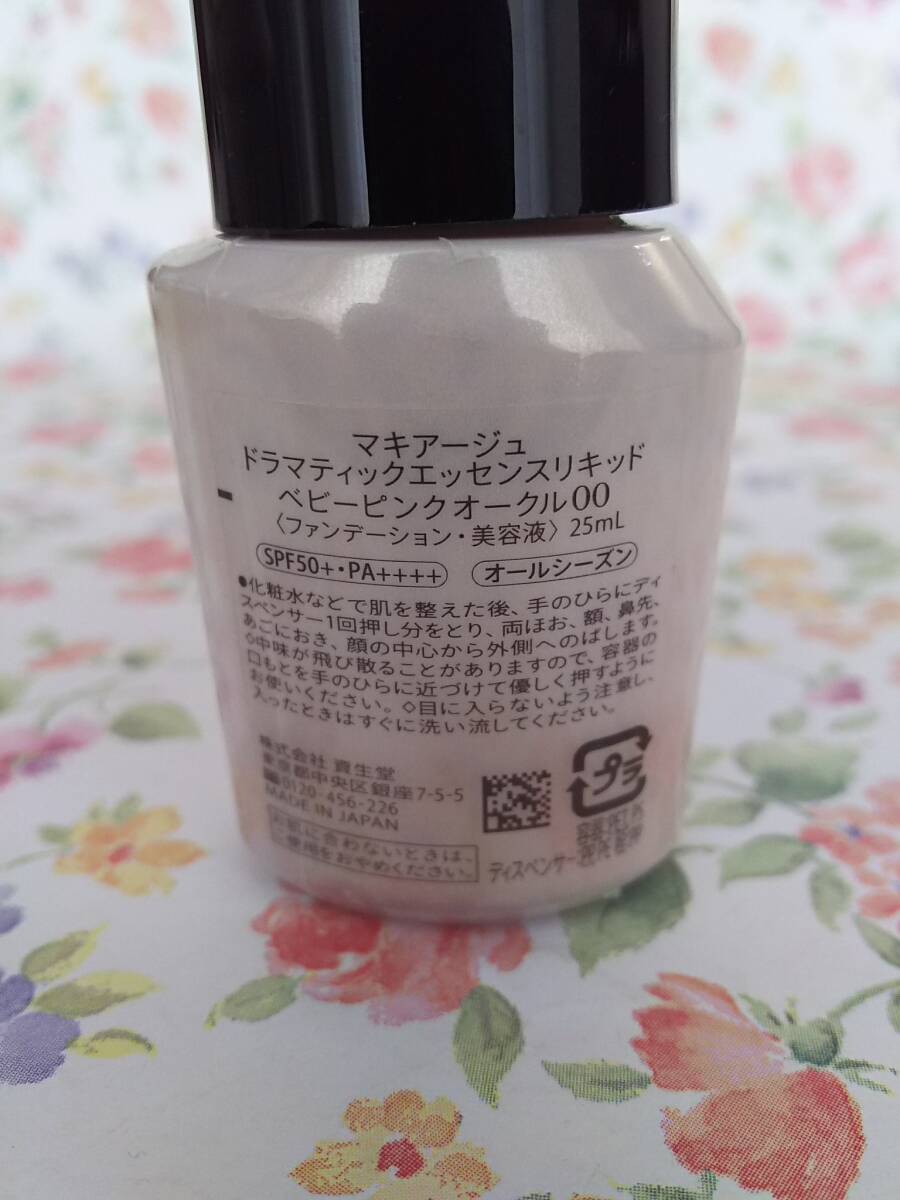 マキアージュ
ドラマティックエッセンスリキッド
ベビーピンクオークル00
〈ファンデーション・美容液〉25mL
SPF50+・PA++++
オールシーズン
●化粧水などで肌を整えた後、手のひらにディ
スペンサー1回押し分をとり、両ほお、額、鼻先、
あごにおき、顔の中心から外側へのばします。
◇中味が飛び散ることがありますので、容器の
口もとを手のひらに近づけて優しく押すように
お使いください。◇目に入らないよう注意し、
入ったときはすぐに洗い流してください。
株式会社 資生堂
東京都中央区銀座7-5-5
0120-456-226
MADE IN JAPAN
お肌に合わないときは、
ご使用をおやめください。
プラ
ディスペンサー